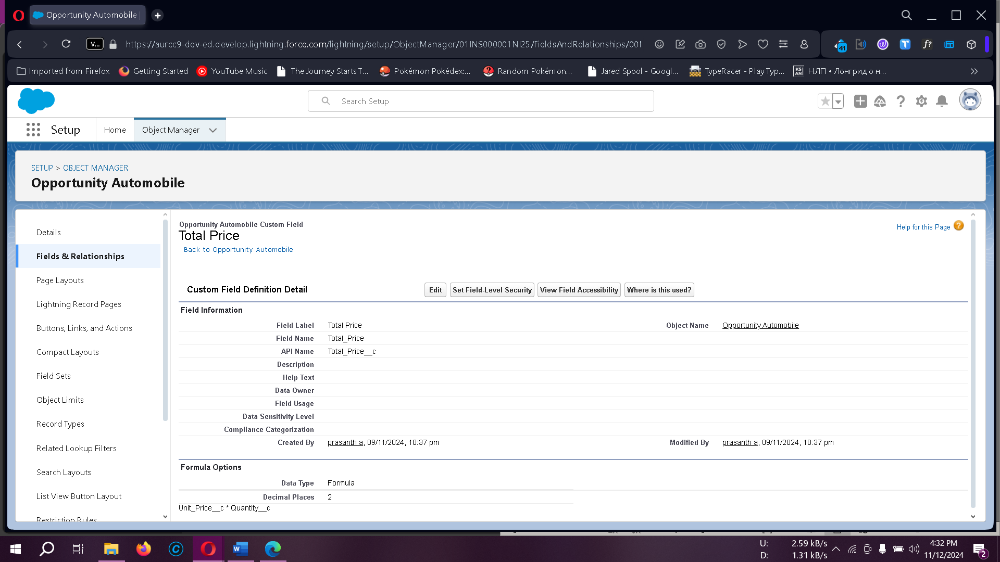 Opportunity Automobile |
V...
https://aurcc9-dev-ed.develop.lightning.force.com/lightning/setup/ObjectManager/01INS000001NI25/FieldsAndRelationships/00N
41
f?
Imported from Firefox
Getting Started
YouTube Music
The Journey Starts T...
Pokémon Pokédex:...
Random Pokémon...
Jared Spool - Googl...
TypeRacer - Play Typ...
KS ANI
НЛП • Лонгрид о н...
Search Setup
Setup
Home
Object Manager
SETUP > OBJECT MANAGER
Opportunity Automobile
Details
Fields & Relationships
Page Layouts
Lightning Record Pages
Buttons, Links, and Actions
Compact Layouts
Field Sets
Object Limits
Record Types
Related Lookup Filters
Search Layouts
List View Button Layout
Restriction Rules
Opportunity Automobile Custom Field
Total Price
Back to Opportunity Automobile
Help for this Page
Custom Field Definition Detail
Edit
Set Field-Level Security
View Field Accessibility
Where is this used?
Field Information
Field Label Total Price
Object Name Opportunity Automobile
Field Name Total_Price
API Name Total_Price__c
Description
Help Text
Data Owner
Field Usage
Data Sensitivity Level
Compliance Categorization
Created By prasanth a, 09/11/2024, 10:37 pm
Modified By prasanth a, 09/11/2024, 10:37 pm
Formula Options
Data Type Formula
Decimal Places 2
Unit_Price__c * Quantity__c
U: 2.59 kB/s
D: 1.31 kB/s
4:32 PM
11/12/2024
2